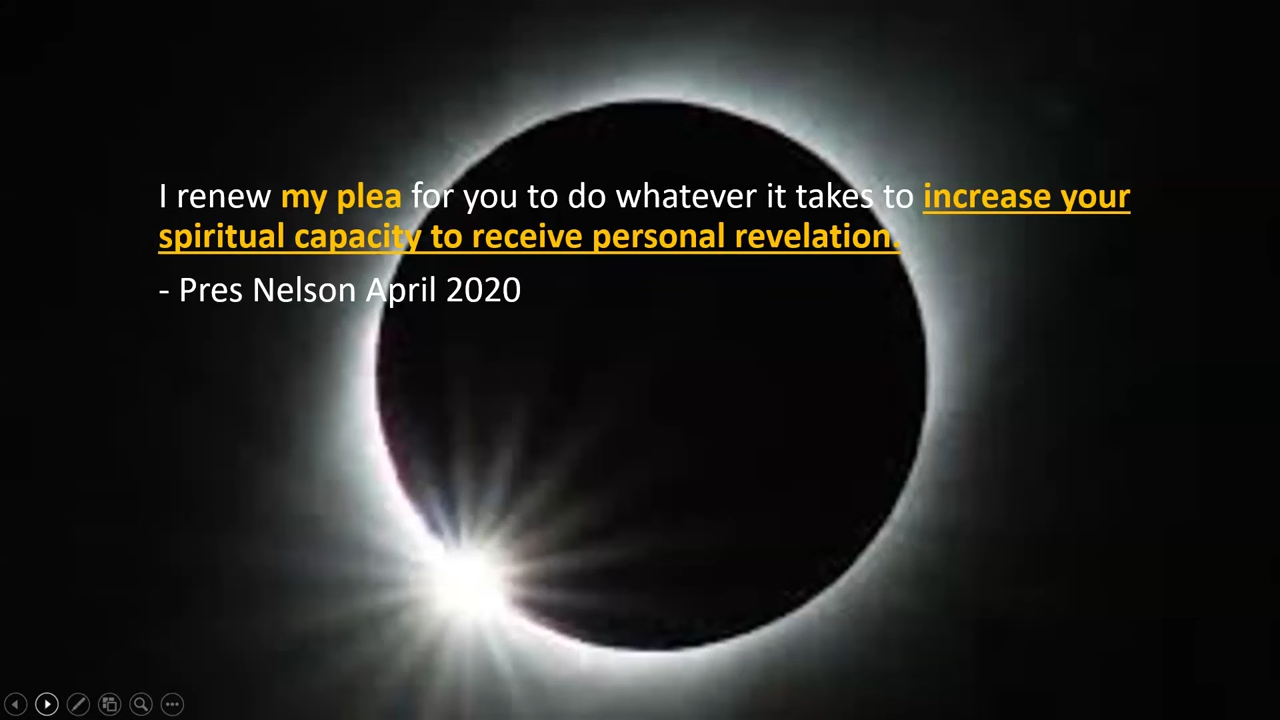 I renew my plea for you to do whatever it takes to increase your
spiritual capacity to receive personal revelation.
- Pres Nelson April 2020